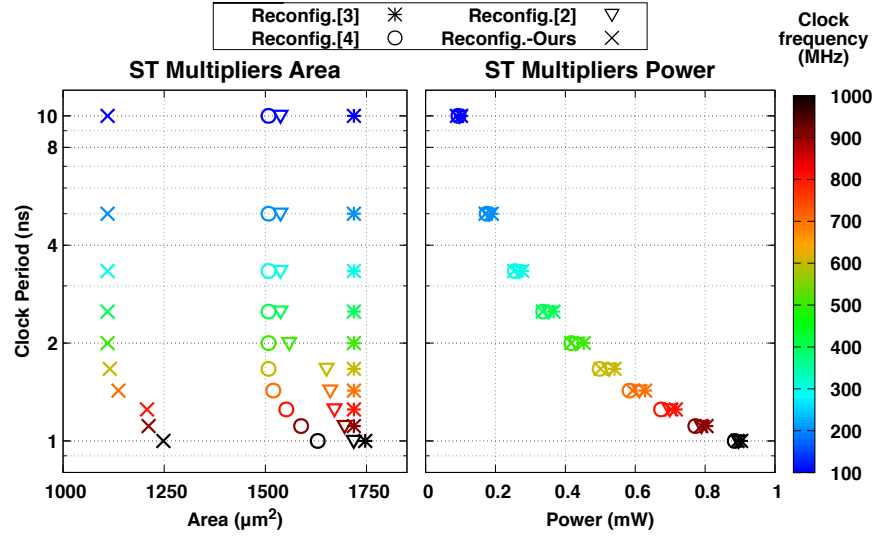 Reconfig.[3] Reconfig.[2]
Reconfig.[4] Reconfig.-Ours
Clock
frequency
(MHz)
ST Multipliers Area ST Multipliers Power
10
8
4
2
1
Clock Period (ns)
1000 1250 1500 1750
Area (µm²)
0 0.2 0.4 0.6 0.8 1
Power (mW)
1000
900
800
700
600
500
400
300
200
100